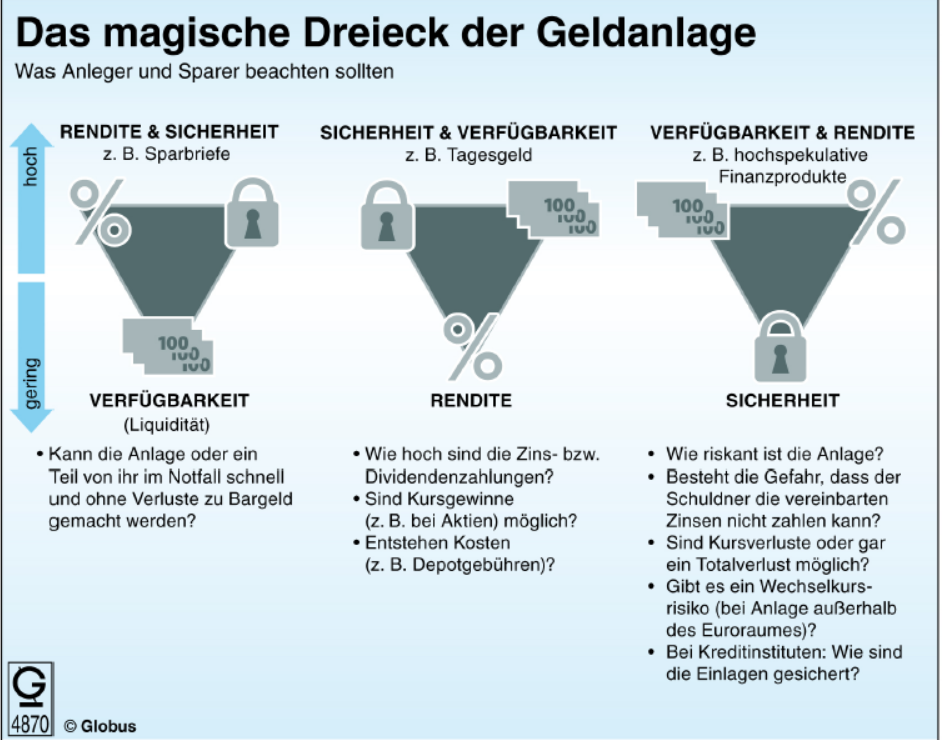 Das magische Dreieck der Geldanlage
Was Anleger und Sparer beachten sollten
hoch
gering
RENDITE & SICHERHEIT
z. B. Sparbriefe
100
100
100
VERFÜGBARKEIT
(Liquidität)
• Kann die Anlage oder ein
Teil von ihr im Notfall schnell
und ohne Verluste zu Bargeld
gemacht werden?
SICHERHEIT & VERFÜGBARKEIT
z. B. Tagesgeld
100
100
100
%
RENDITE
• Wie hoch sind die Zins- bzw.
Dividendenzahlungen?
• Sind Kursgewinne
(z. B. bei Aktien) möglich?
• Entstehen Kosten
(z. B. Depotgebühren)?
VERFÜGBARKEIT & RENDITE
z. B. hochspekulative
Finanzprodukte
100
100
100
%
SICHERHEIT
• Wie riskant ist die Anlage?
• Besteht die Gefahr, dass der
Schuldner die vereinbarten
Zinsen nicht zahlen kann?
• Sind Kursverluste oder gar
ein Totalverlust möglich?
• Gibt es ein Wechselkurs-
risiko (bei Anlage außerhalb
des Euroraumes)?
• Bei Kreditinstituten: Wie sind
die Einlagen gesichert?
G
4870
© Globus